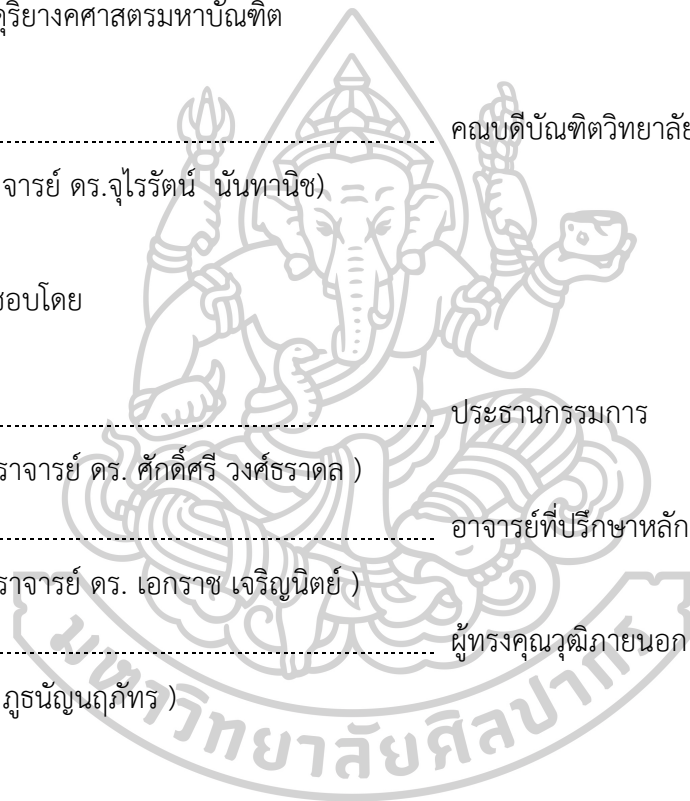 ดุริยางคศาสตรมหาบัณฑิต
คณบดีบัณฑิตวิทยาลัย
จารย์ ดร.จุไรรัตน์ นันทานิช)
ชอบโดย
ประธานกรรมการ
ราจารย์ ดร. ศักดิ์ศรี วงศ์ธราดล )
อาจารย์ที่ปรึกษาหลัก
ราจารย์ ดร. เอกราช เจริญนิตย์ )
ผู้ทรงคุณวุฒิภายนอก
ภูธนัญนฤภัทร )
มหาวิทยาลัยศิลปากร